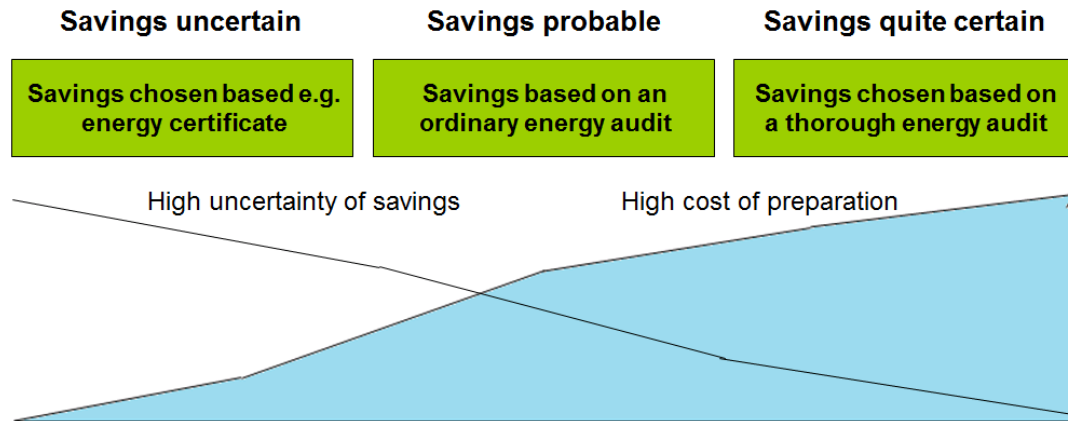 Savings uncertain
Savings probable
Savings quite certain
Savings chosen based e.g.
energy certificate
Savings based on an
ordinary energy audit
Savings chosen based on
a thorough energy audit
High uncertainty of savings
High cost of preparation